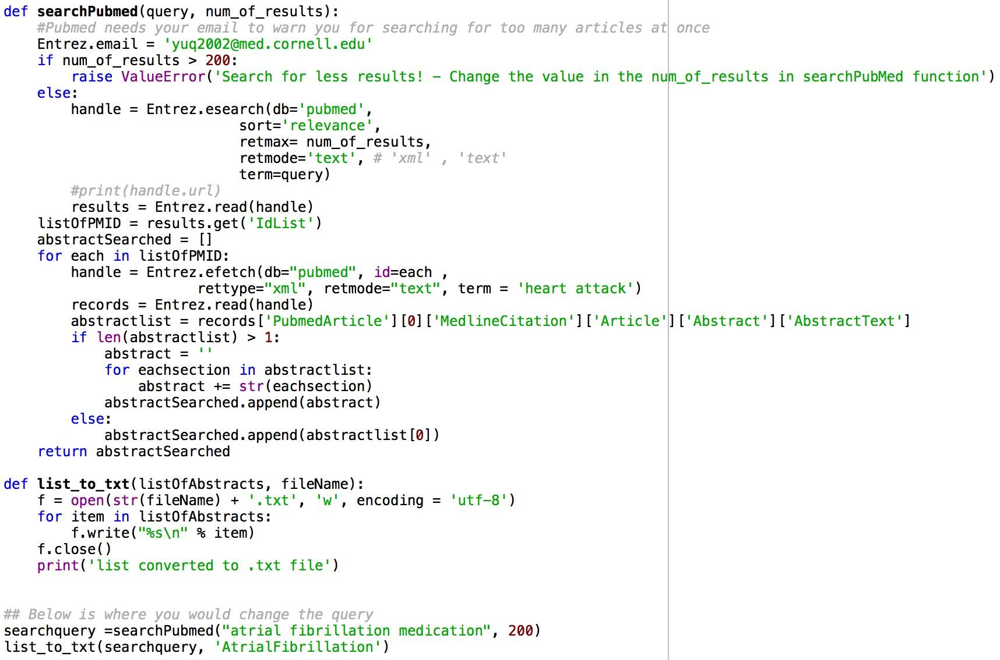 def searchPubmed(query, num_of_results):
    #Pubmed needs your email to warn you for searching for too many articles at once
    Entrez.email = 'yuq2002@med.cornell.edu'
    if num_of_results > 200:
        raise ValueError('Search for less results! – Change the value in the num_of_results in searchPubMed function')
    else:
        handle = Entrez.esearch(db='pubmed',
                            sort='relevance',
                            retmax= num_of_results,
                            retmode='text', # 'xml' , 'text'
                            term=query)
        #print(handle.url)
        results = Entrez.read(handle)
    listOfPMID = results.get('IdList')
    abstractSearched = []
    for each in listOfPMID:
        handle = Entrez.efetch(db="pubmed", id=each ,
                       rettype="xml", retmode="text", term = 'heart attack')
        records = Entrez.read(handle)
        abstractlist = records['PubmedArticle'][0]['MedlineCitation']['Article']['Abstract']['AbstractText']
        if len(abstractlist) > 1:
            abstract = ''
            for eachsection in abstractlist:
                abstract += str(eachsection)
            abstractSearched.append(abstract)
        else:
            abstractSearched.append(abstractlist[0])
    return abstractSearched

def list_to_txt(listOfAbstracts, fileName):
    f = open(str(fileName) + '.txt', 'w', encoding = 'utf-8')
    for item in listOfAbstracts:
        f.write("%s\n" % item)
    f.close()
    print('list converted to .txt file')


## Below is where you would change the query
searchquery =searchPubmed("atrial fibrillation medication", 200)
list_to_txt(searchquery, 'AtrialFibrillation')